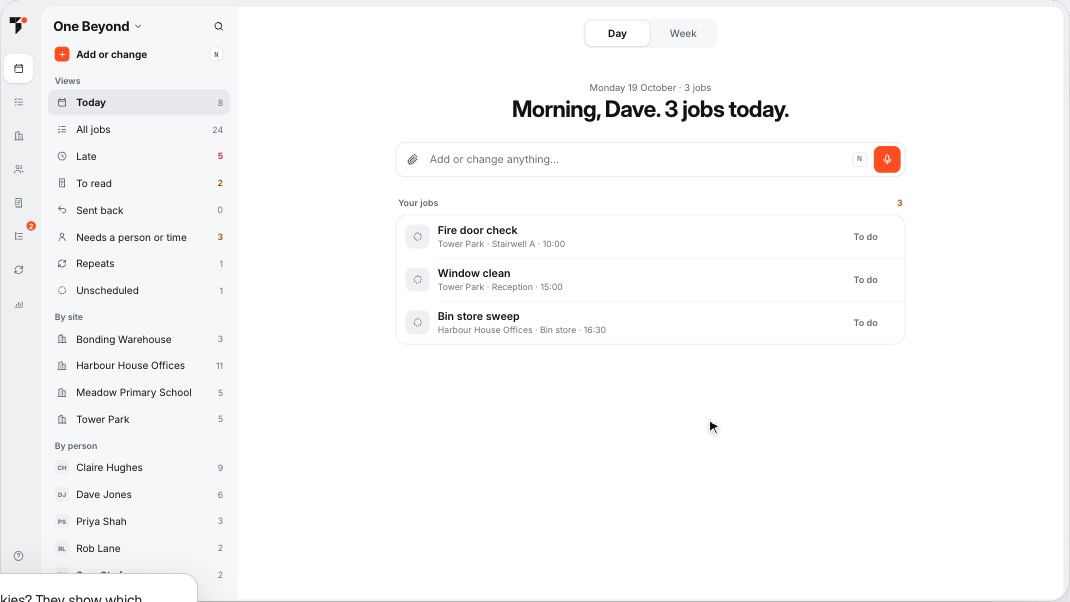 One Beyond
Add or change N
Views
Today 8
All jobs 24
Late 5
To read 2
Sent back 0
Needs a person or time 3
Repeats 1
Unscheduled 1
By site
Bonding Warehouse 3
Harbour House Offices 11
Meadow Primary School 5
Tower Park 5
By person
CH Claire Hughes 9
DJ Dave Jones 6
PS Priya Shah 3
RL Rob Lane 2
2
2
kies? They show which
Day Week
Monday 19 October · 3 jobs
Morning, Dave. 3 jobs today.
Add or change anything... N
Your jobs 3
Fire door check
Tower Park · Stairwell A · 10:00
To do
Window clean
Tower Park · Reception · 15:00
To do
Bin store sweep
Harbour House Offices · Bin store · 16:30
To do